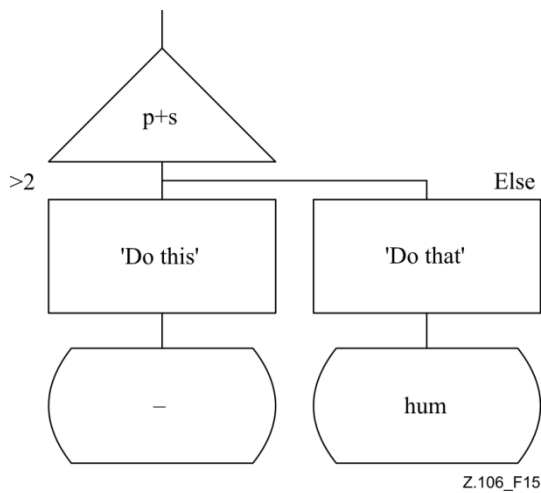 p+s
>2
Else
'Do this'
'Do that'
–
hum
Z.106_F15